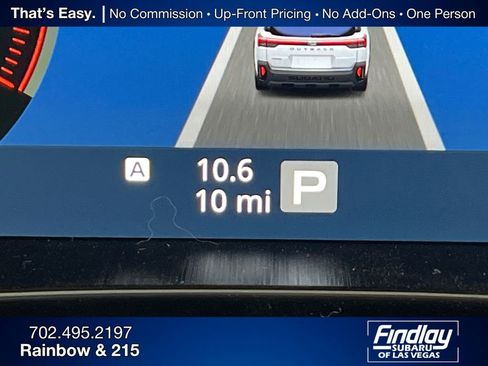 That's Easy. | No Commission • Up-Front Pricing • No Add-Ons • One Person
OUTBACK
SUBARU
A 10.6
10 mi P
702.495.2197
Rainbow & 215
Findlay
SUBARU
OF LAS VEGAS